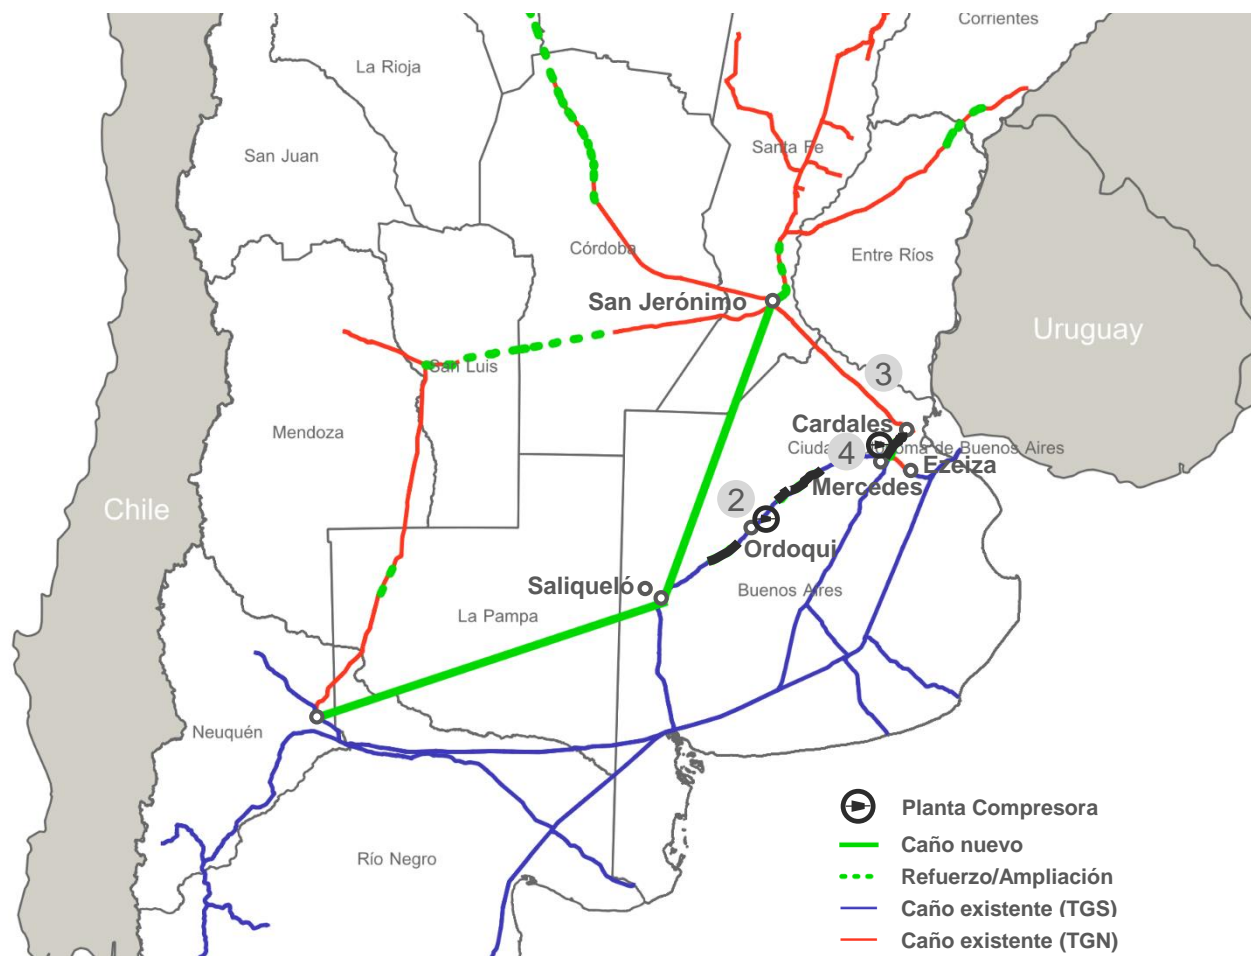 Corrientes
La Rioja
San Juan
Santa Fe
Córdoba
Entre Ríos
San Jerónimo
Uruguay
San Luis
3
Mendoza
Cardales
Ciudad Autónoma de Buenos Aires
4
Ezeiza
Mercedes
2
Chile
Ordoqui
Saliqueló
Buenos Aires
La Pampa
Neuquén
Río Negro
Planta Compresora
Caño nuevo
Refuerzo/Ampliación
Caño existente (TGS)
Caño existente (TGN)